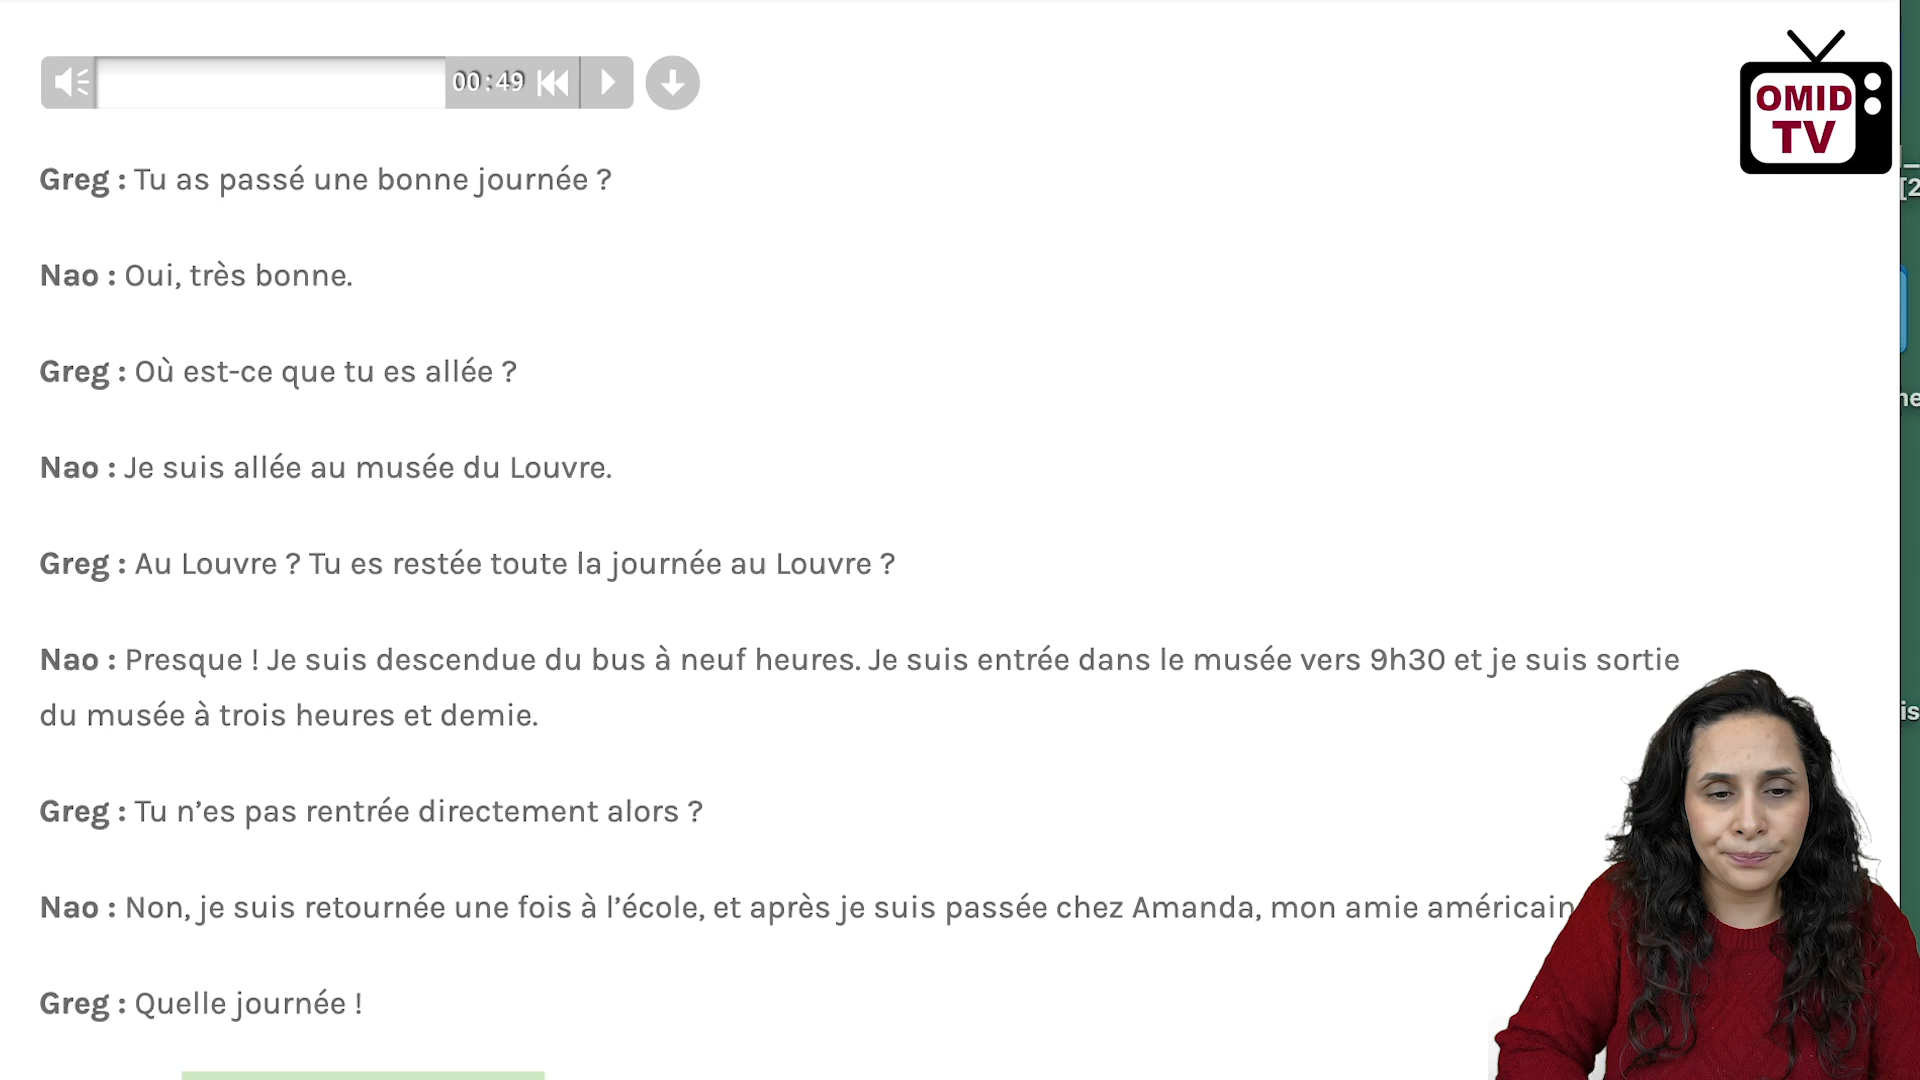 00:49
OMID
TV
Greg : Tu as passé une bonne journée ?
[2
Nao : Oui, très bonne.
Greg : Où est-ce que tu es allée ?
Nao : Je suis allée au musée du Louvre.
Greg : Au Louvre ? Tu es restée toute la journée au Louvre ?
Nao : Presque ! Je suis descendue du bus à neuf heures. Je suis entrée dans le musée vers 9h30 et je suis sortie
du musée à trois heures et demie.
Greg : Tu n’es pas rentrée directement alors ?
Nao : Non, je suis retournée une fois à l’école, et après je suis passée chez Amanda, mon amie américain
Greg : Quelle journée !